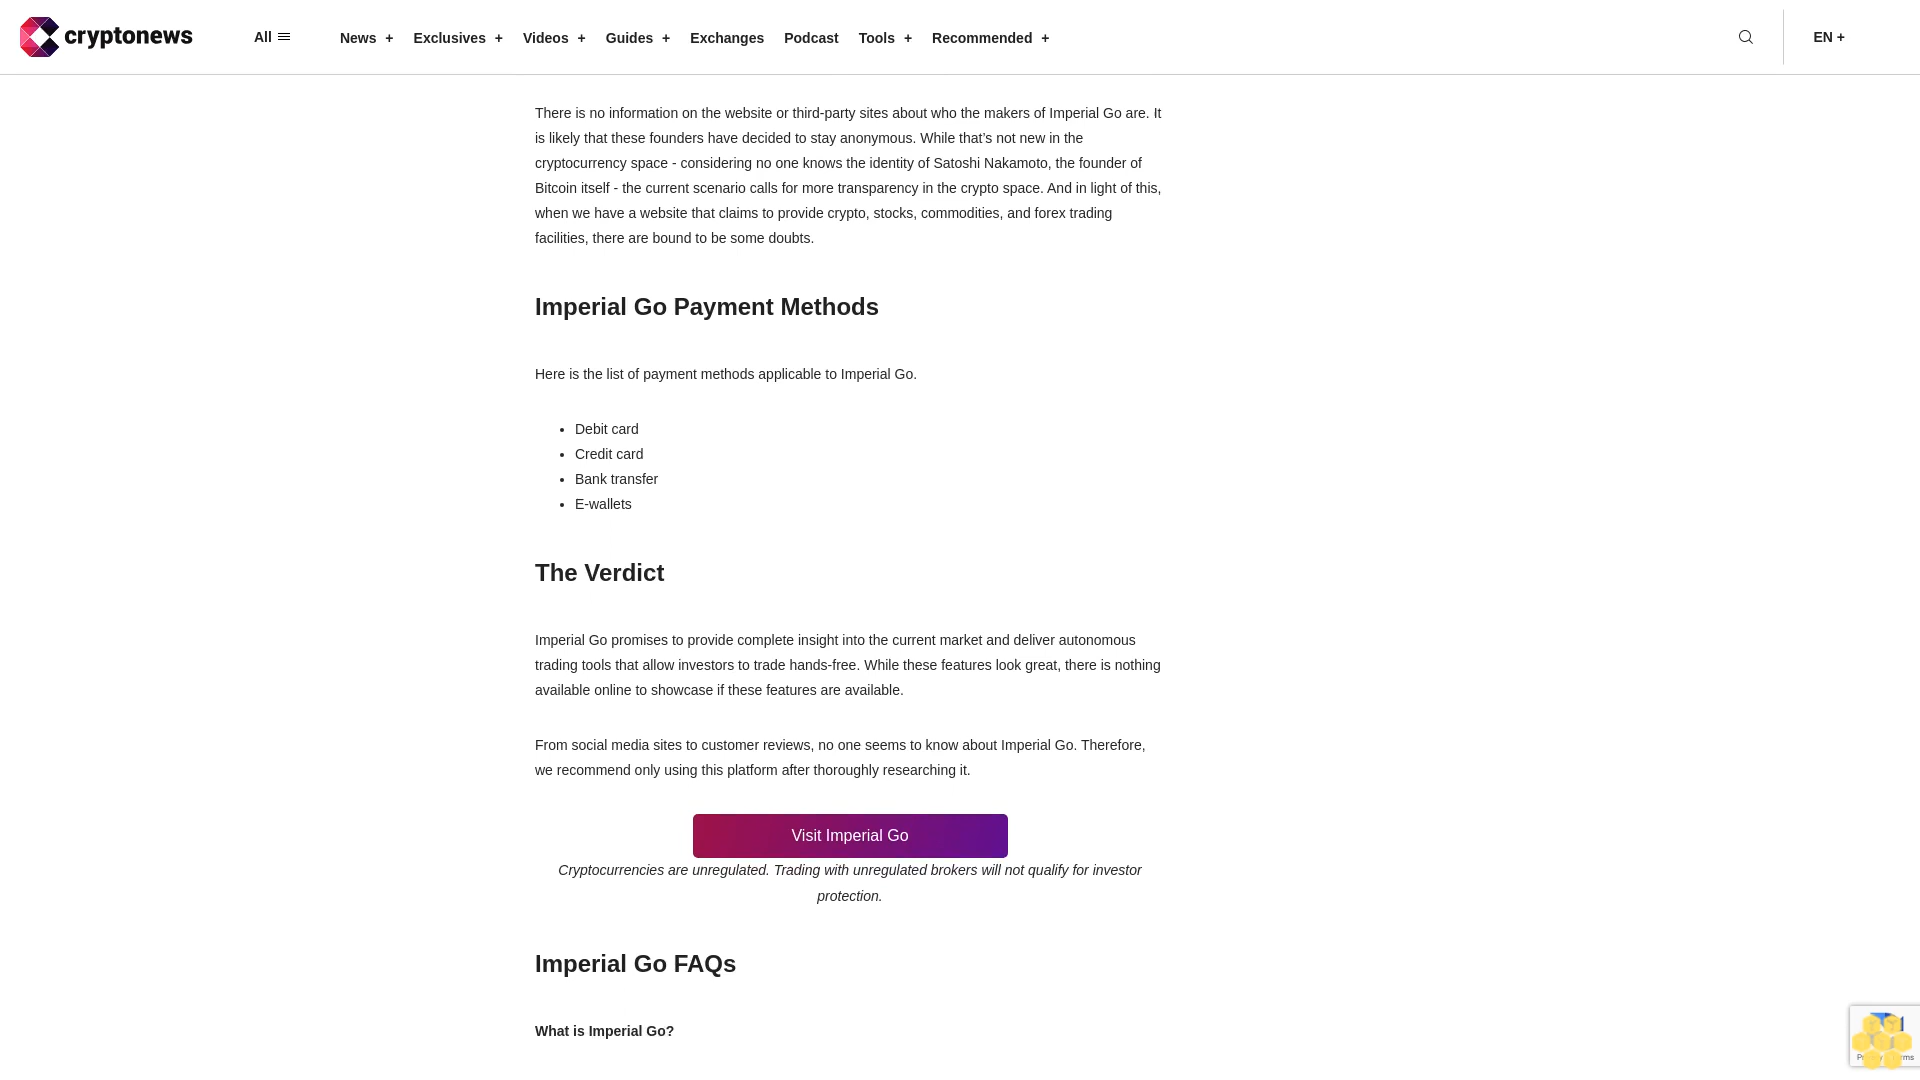 cryptonews
All
News +
Exclusives +
Videos +
Guides +
Exchanges
Podcast
Tools +
Recommended +
EN +
There is no information on the website or third-party sites about who the makers of Imperial Go are. It
is likely that these founders have decided to stay anonymous. While that’s not new in the
cryptocurrency space - considering no one knows the identity of Satoshi Nakamoto, the founder of
Bitcoin itself - the current scenario calls for more transparency in the crypto space. And in light of this,
when we have a website that claims to provide crypto, stocks, commodities, and forex trading
facilities, there are bound to be some doubts.
Imperial Go Payment Methods
Here is the list of payment methods applicable to Imperial Go.
• Debit card
• Credit card
• Bank transfer
• E-wallets
The Verdict
Imperial Go promises to provide complete insight into the current market and deliver autonomous
trading tools that allow investors to trade hands-free. While these features look great, there is nothing
available online to showcase if these features are available.
From social media sites to customer reviews, no one seems to know about Imperial Go. Therefore,
we recommend only using this platform after thoroughly researching it.
Visit Imperial Go
Cryptocurrencies are unregulated. Trading with unregulated brokers will not qualify for investor
protection.
Imperial Go FAQs
What is Imperial Go?